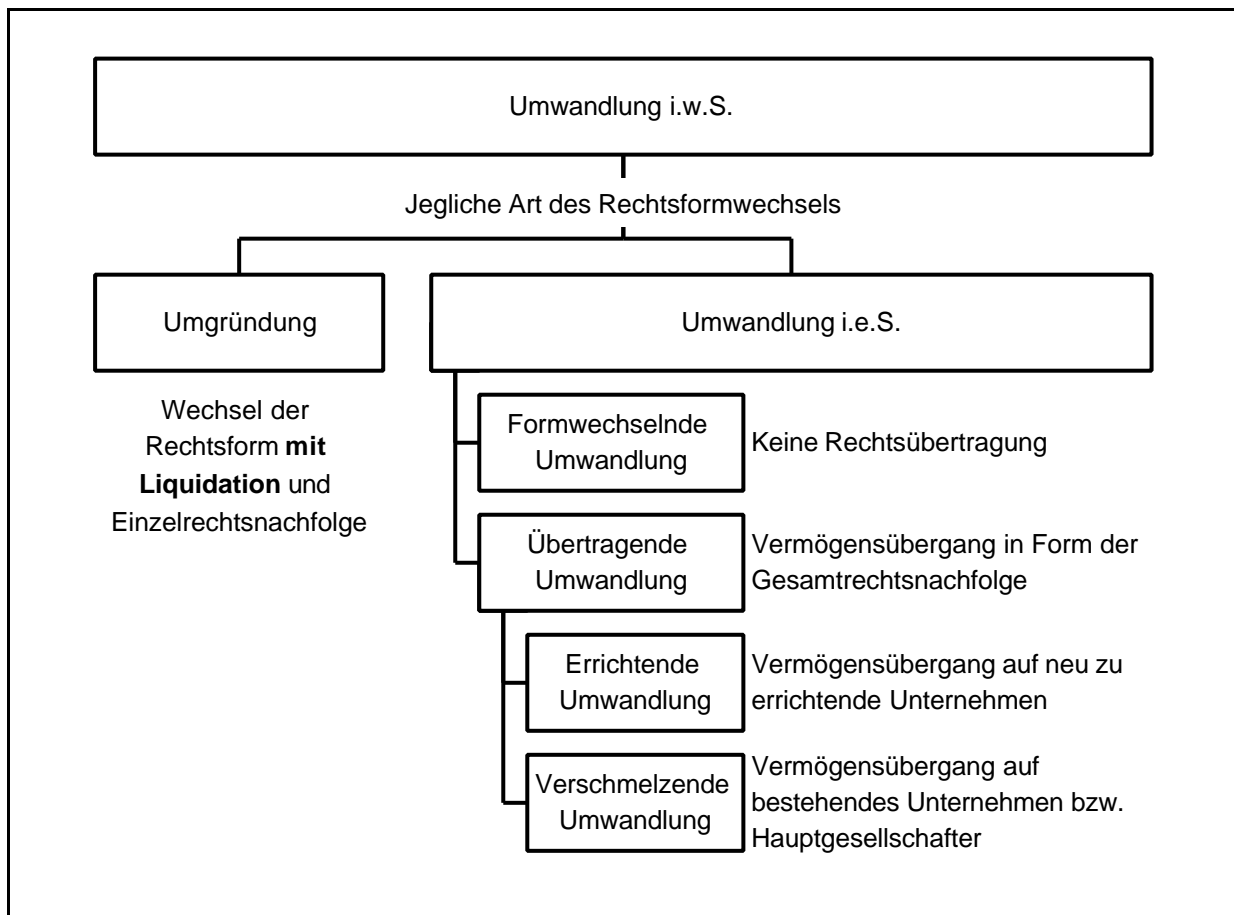 Umwandlung i.w.S.
Jegliche Art des Rechtsformwechsels
Umgründung
Umwandlung i.e.S.
Wechsel der
Rechtsform mit
Liquidation und
Einzelrechtsnachfolge
Formwechselnde
Umwandlung
Keine Rechtsübertragung
Übertragende
Umwandlung
Vermögensübergang in Form der
Gesamtrechtsnachfolge
Errichtende
Umwandlung
Vermögensübergang auf neu zu
errichtende Unternehmen
Verschmelzende
Umwandlung
Vermögensübergang auf
bestehendes Unternehmen bzw.
Hauptgesellschafter